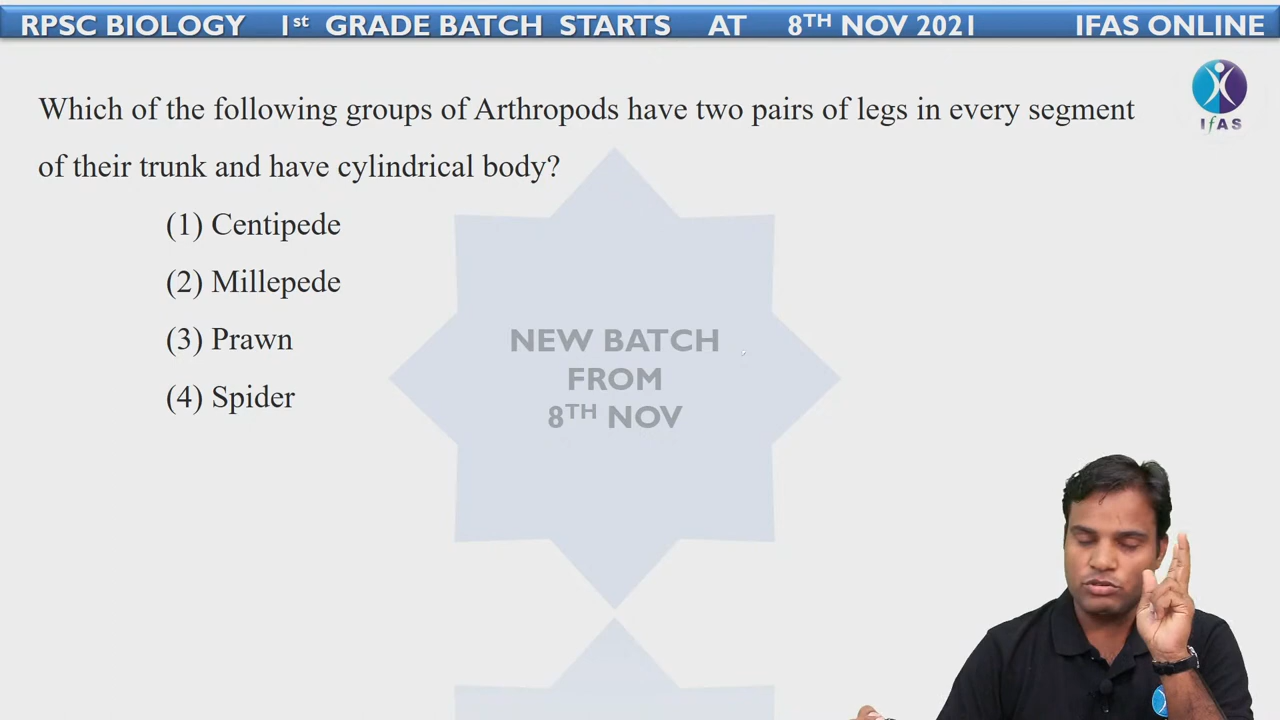 RPSC BIOLOGY 1st GRADE BATCH STARTS AT 8TH NOV 2021 IFAS ONLINE
IfAS
Which of the following groups of Arthropods have two pairs of legs in every segment
of their trunk and have cylindrical body?
(1) Centipede
(2) Millepede
(3) Prawn
(4) Spider
NEW BATCH
FROM
8TH NOV